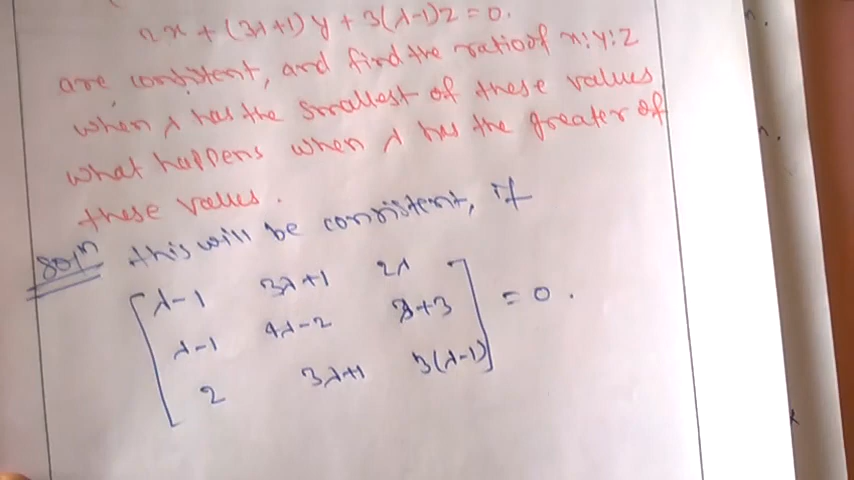 2x + (3λ+1) y + 3(λ-1) z = 0.
are consistent, and find the ratio of x:y:z
when λ has the smallest of these values
what happens when λ has the greater of
these values.
Solⁿ this will be consistent, if
λ-1 3λ+1 2λ
λ-1 4λ-2 λ+3 = 0.
2 3λ+1 3(λ-1)